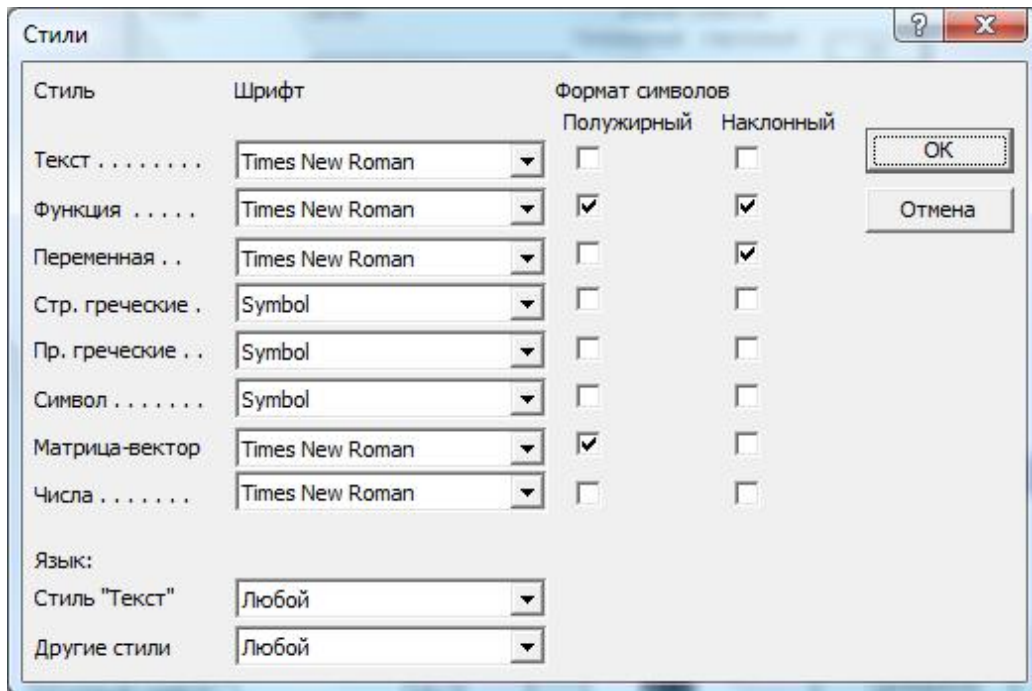 Стили
Стиль Шрифт Формат символов
Полужирный Наклонный
Текст . . . . . . . . Times New Roman OK
Функция . . . . . Times New Roman Отмена
Переменная . . Times New Roman
Стр. греческие . Symbol
Пр. греческие . . Symbol
Символ . . . . . . . Symbol
Матрица-вектор Times New Roman
Числа . . . . . . . Times New Roman
Язык:
Стиль "Текст" Любой
Другие стили Любой